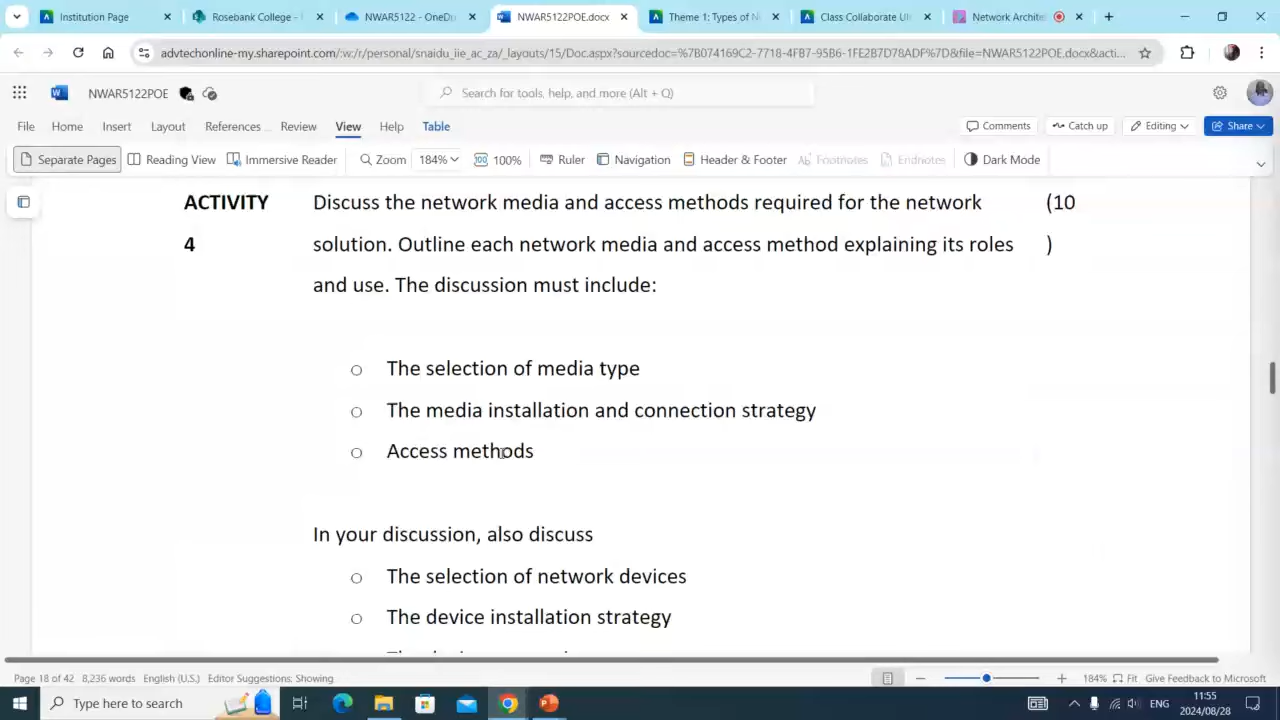 Institution Page
Rosebank College -
NWAR5122 - OneD
NWAR5122POE.docx
Theme 1: Types of N
Class Collaborate Ul
Network Archite
advtechonline-my.sharepoint.com/:w:/r/personal/snaidu_iie_ac_za/_layouts/15/Doc.aspx?sourcedoc=%7B074169C2-7718-4FB7-95B6-1FE2B7D78ADF%7D&file=NWAR5122POE.docx&acti...
NWAR5122POE
Search for tools, help, and more (Alt + Q)
File Home Insert Layout References Review View Help Table
Comments Catch up Editing Share
Separate Pages Reading View Immersive Reader Zoom 184% 100% Ruler Navigation Header & Footer Footnotes Endnotes Dark Mode
ACTIVITY Discuss the network media and access methods required for the network (10
4 solution. Outline each network media and access method explaining its roles )
and use. The discussion must include:
o The selection of media type
o The media installation and connection strategy
o Access methods
In your discussion, also discuss
o The selection of network devices
o The device installation strategy
Page 18 of 42 8,236 words English (U.S.) Editor Suggestions: Showing 184% Fit Give Feedback to Microsoft
Type here to search ENG 11:55
2024/08/28